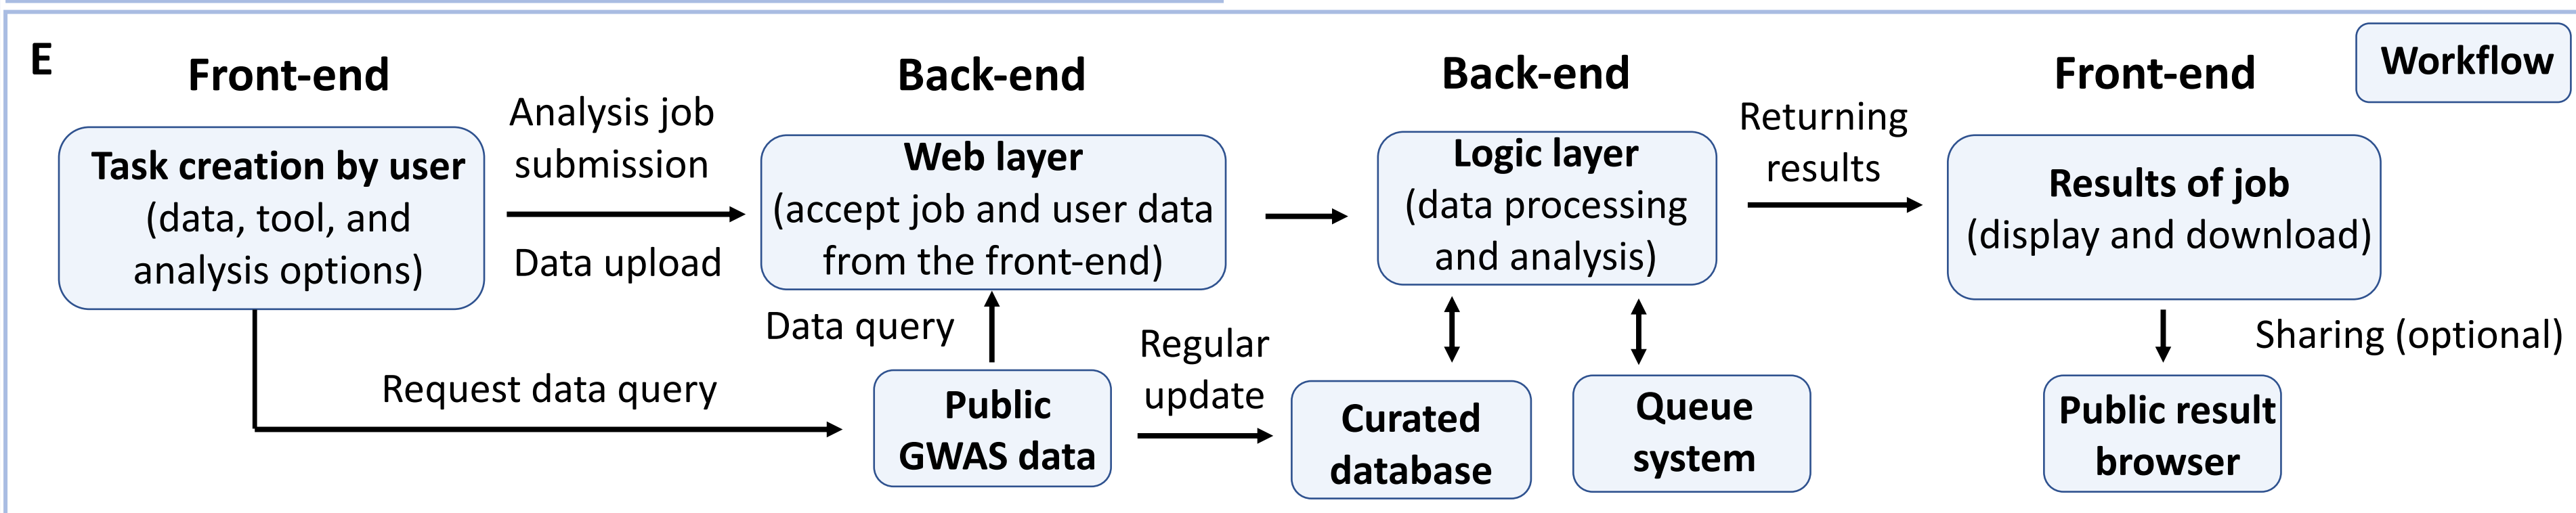 E
Front-end
Back-end
Back-end
Front-end
Workflow
Task creation by user
(data, tool, and
analysis options)
Analysis job
submission
Data upload
Web layer
(accept job and user data
from the front-end)
Logic layer
(data processing
and analysis)
Returning
results
Results of job
(display and download)
Request data query
Data query
Public
GWAS data
Regular
update
Curated
database
Queue
system
Sharing (optional)
Public result
browser